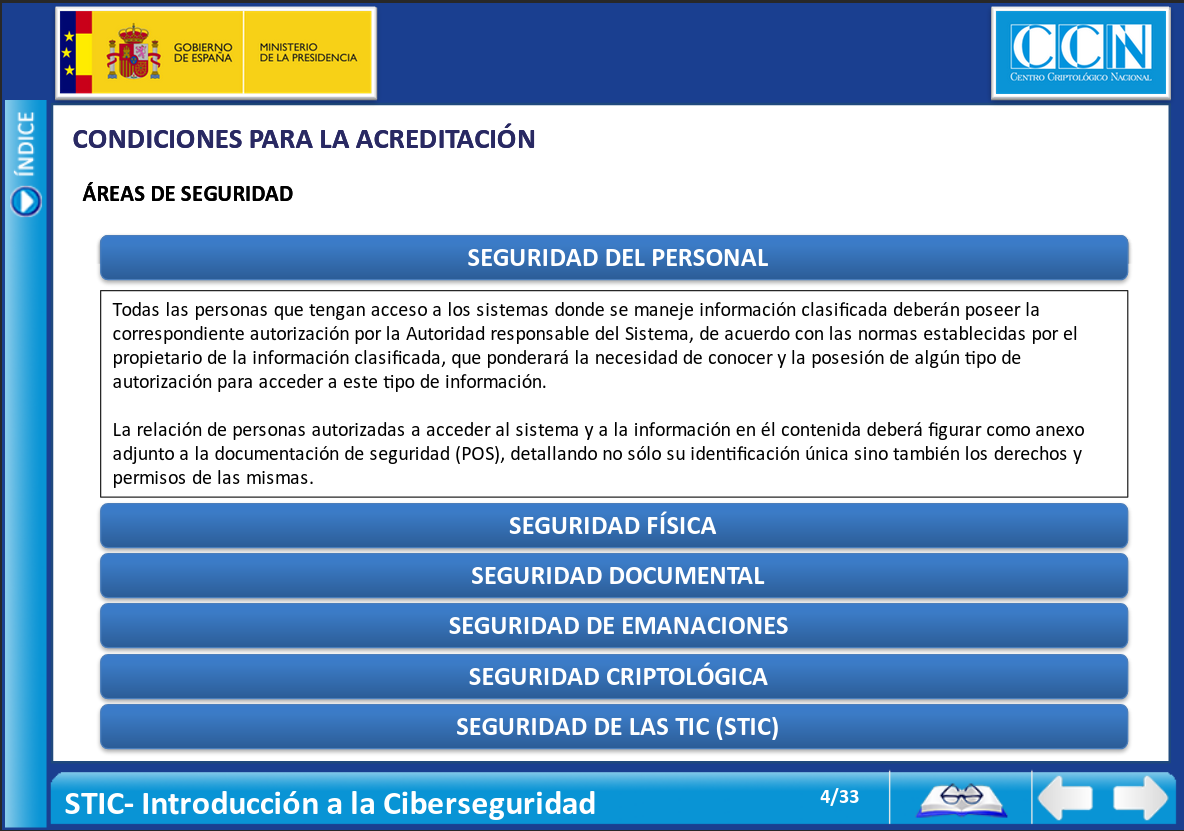 GOBIERNO
DE ESPAÑA
MINISTERIO
DE LA PRESIDENCIA
CCN
CENTRO CRIPTOLÓGICO NACIONAL
ÍNDICE
CONDICIONES PARA LA ACREDITACIÓN
ÁREAS DE SEGURIDAD
SEGURIDAD DEL PERSONAL
Todas las personas que tengan acceso a los sistemas donde se maneje información clasificada deberán poseer la
correspondiente autorización por la Autoridad responsable del Sistema, de acuerdo con las normas establecidas por el
propietario de la información clasificada, que ponderará la necesidad de conocer y la posesión de algún tipo de
autorización para acceder a este tipo de información.
La relación de personas autorizadas a acceder al sistema y a la información en él contenida deberá figurar como anexo
adjunto a la documentación de seguridad (POS), detallando no sólo su identificación única sino también los derechos y
permisos de las mismas.
SEGURIDAD FÍSICA
SEGURIDAD DOCUMENTAL
SEGURIDAD DE EMANACIONES
SEGURIDAD CRIPTOLÓGICA
SEGURIDAD DE LAS TIC (STIC)
STIC- Introducción a la Ciberseguridad
4/33